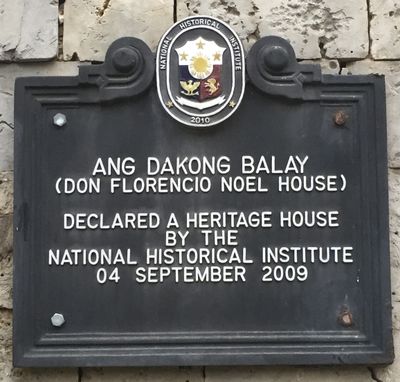 NATIONAL HISTORICAL INSTITUTE
2010
ANG DAKONG BALAY
(DON FLORENCIO NOEL HOUSE)
DECLARED A HERITAGE HOUSE
BY THE
NATIONAL HISTORICAL INSTITUTE
04 SEPTEMBER 2009